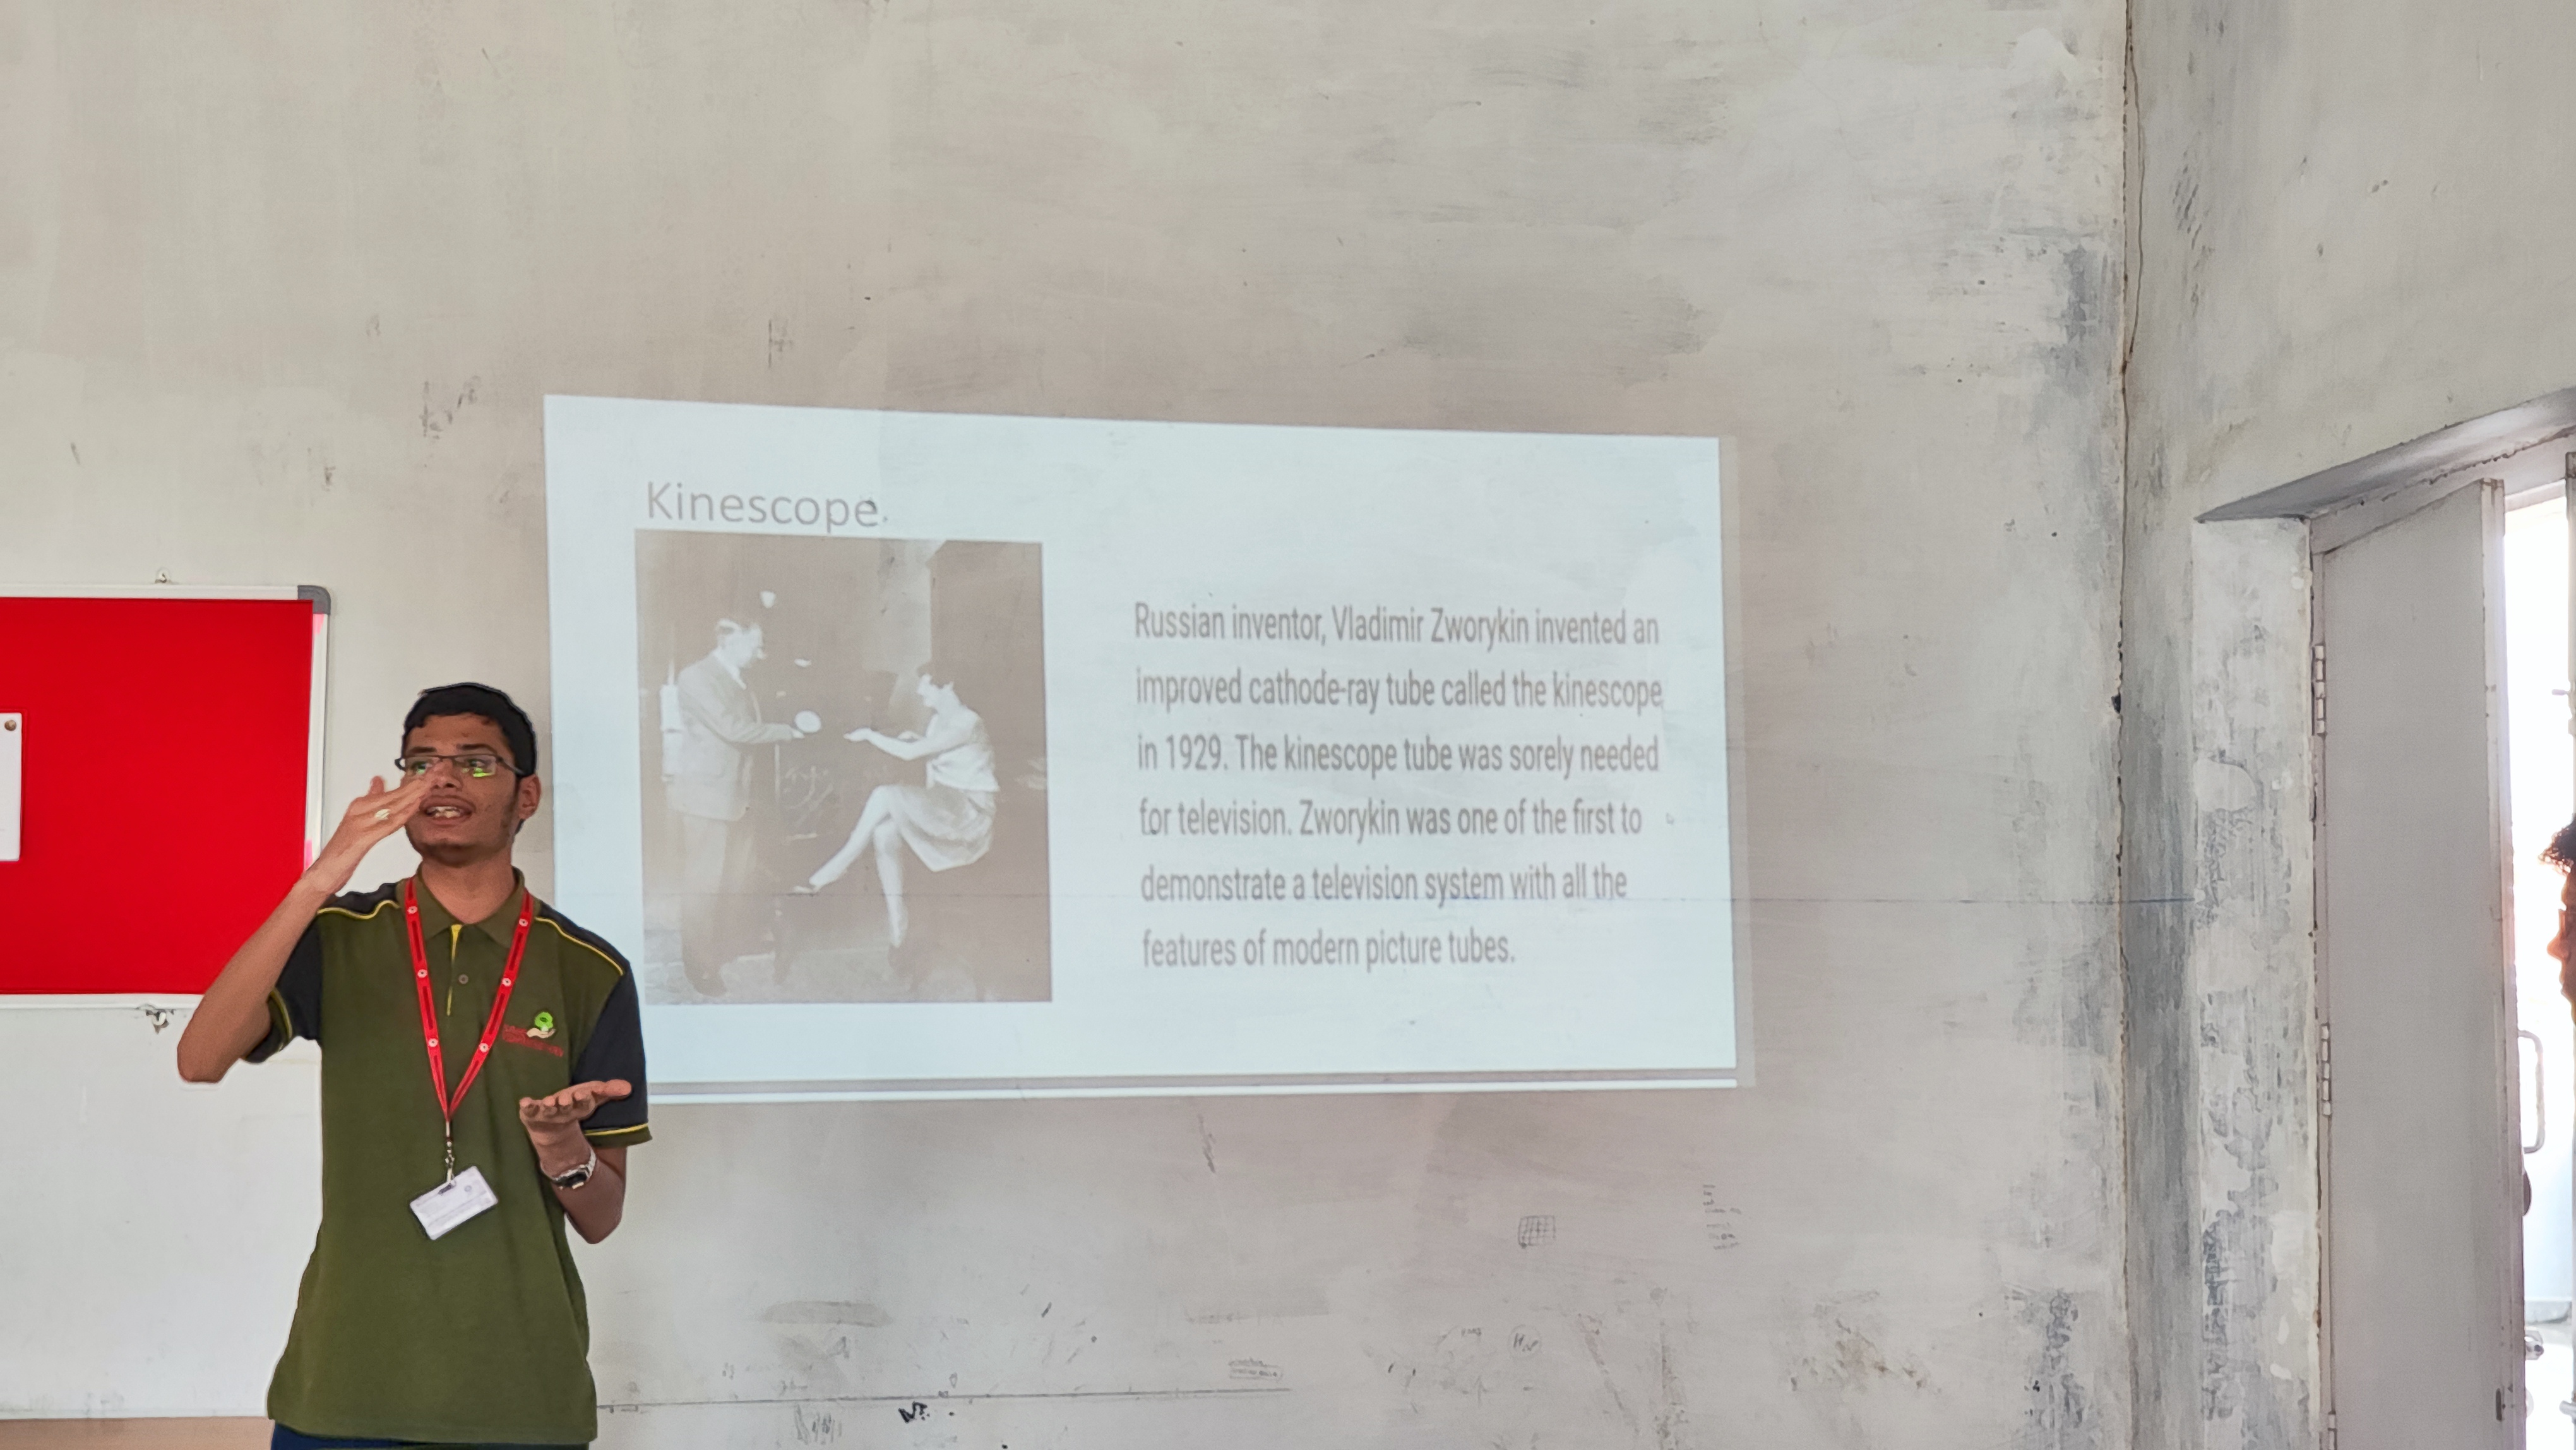 Kinescope.
Russian inventor, Vladimir Zworykin invented an
improved cathode-ray tube called the kinescope
in 1929. The kinescope tube was sorely needed
for television. Zworykin was one of the first to
demonstrate a television system with all the
features of modern picture tubes.